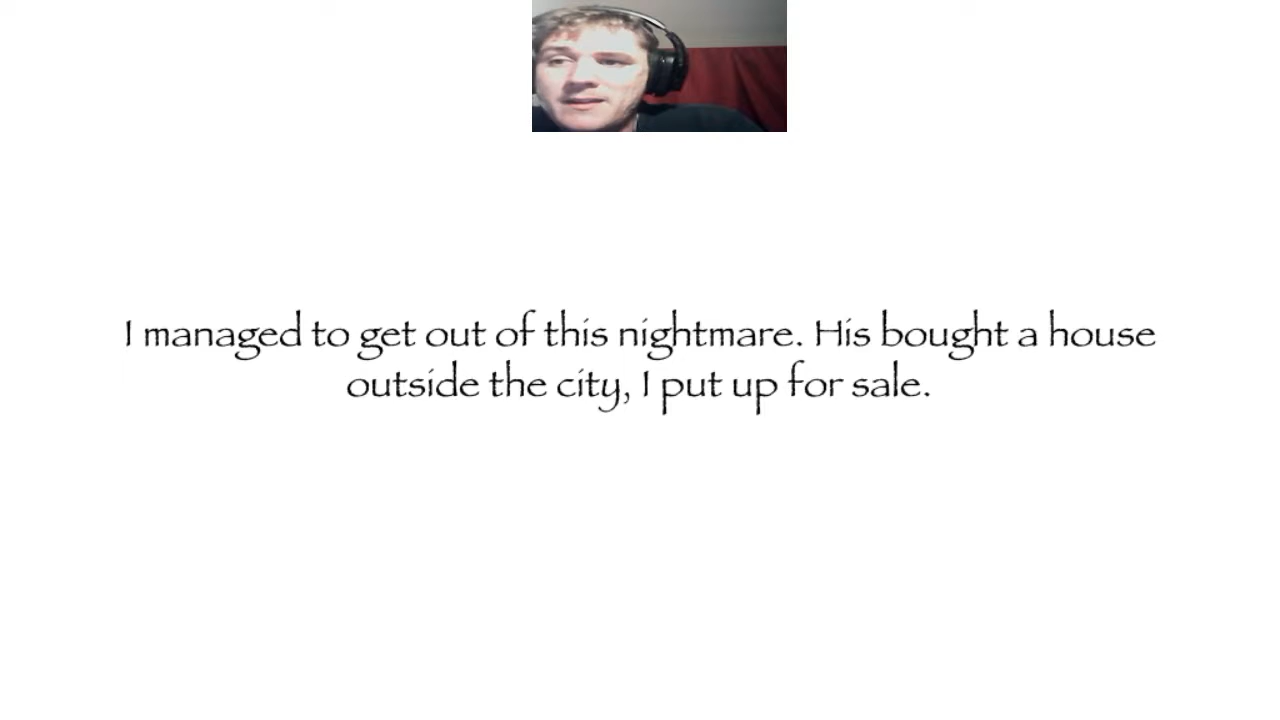 I managed to get out of this nightmare. His bought a house
outside the city, I put up for sale.